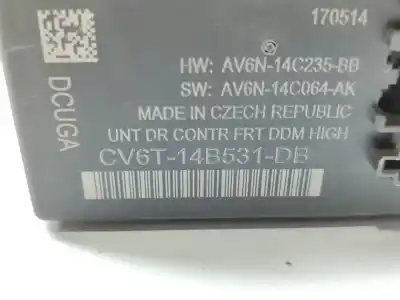 170514
DCUGA
HW: AV6N-14C235-BB
SW: AV6N-14C064-AK
MADE IN CZECH REPUBLIC
UNT DR CONTR FRT DDM HIGH
CV6T-14B531-DB